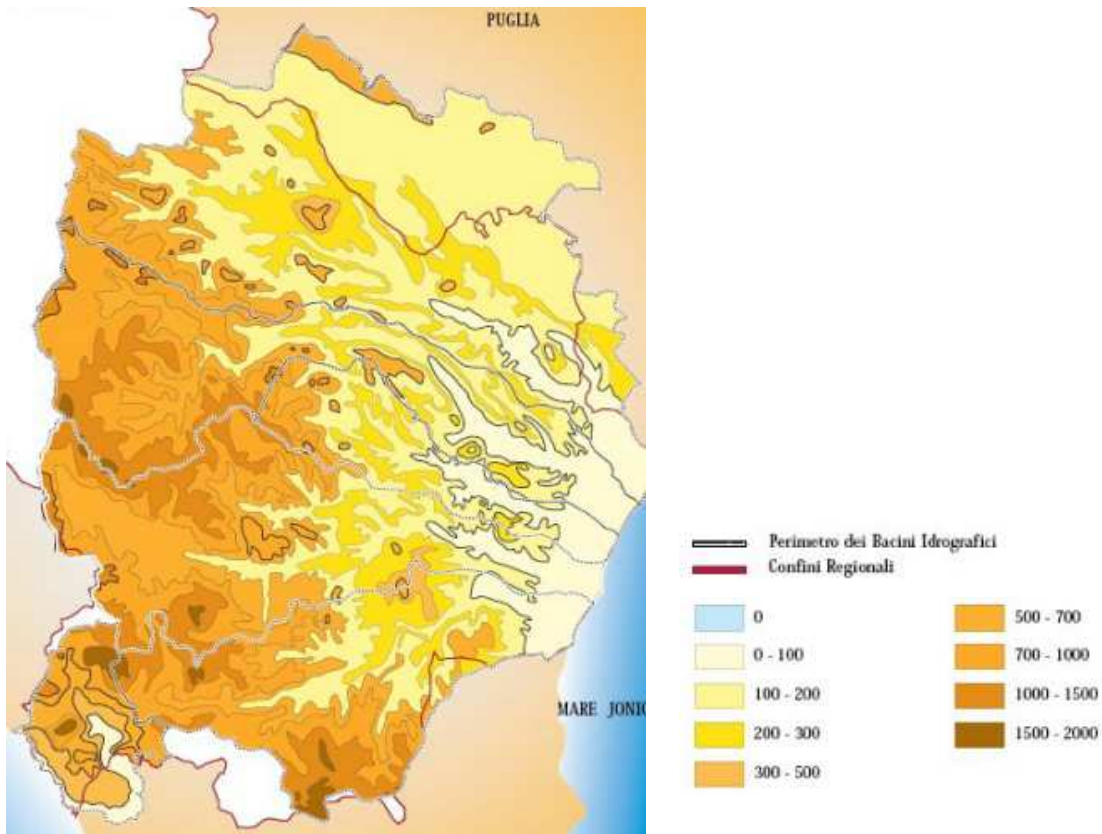 PUGLIA
MARE JONIO
Perimetro dei Bacini Idrografici
Confini Regionali
0
0 - 100
100 - 200
200 - 300
300 - 500
500 - 700
700 - 1000
1000 - 1500
1500 - 2000